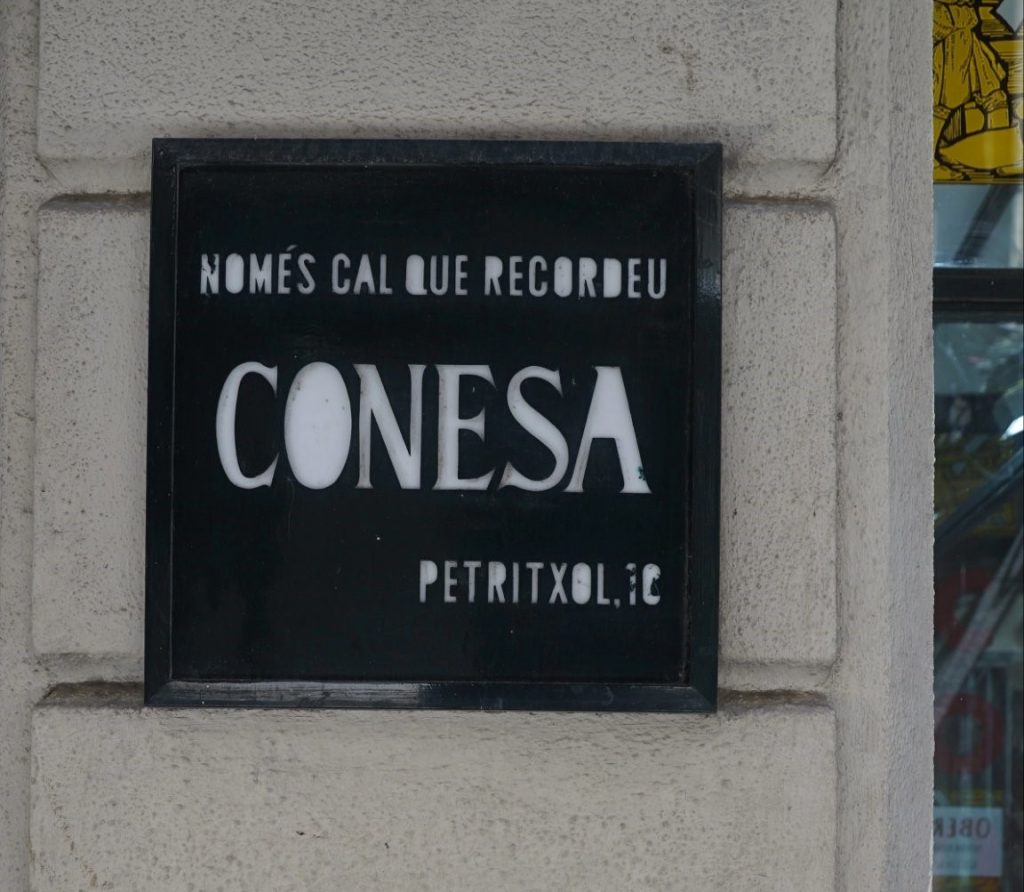 NOMÉS CAL QUE RECORDEU
CONESA
PETRITXOL, 10